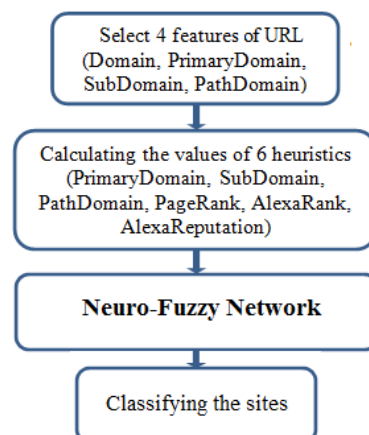 Select 4 features of URL
(Domain, PrimaryDomain,
SubDomain, PathDomain)
Calculating the values of 6 heuristics
(PrimaryDomain, SubDomain,
PathDomain, PageRank, AlexaRank,
AlexaReputation)
Neuro-Fuzzy Network
Classifying the sites